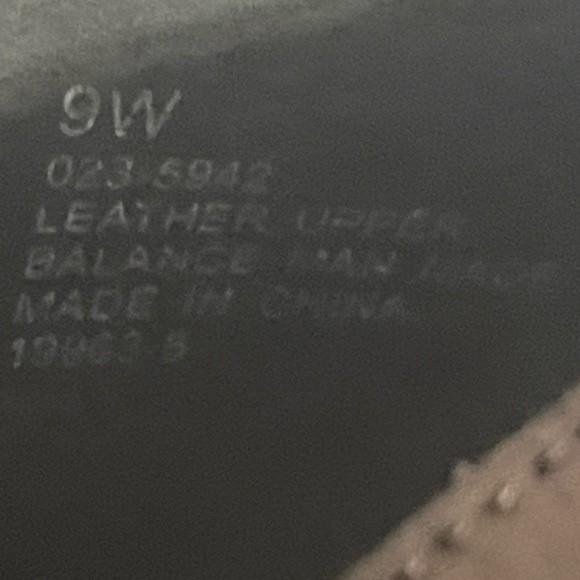 9W
023-5942
LEATHER UPPER
BALANCE MAN MADE
MADE IN CHINA